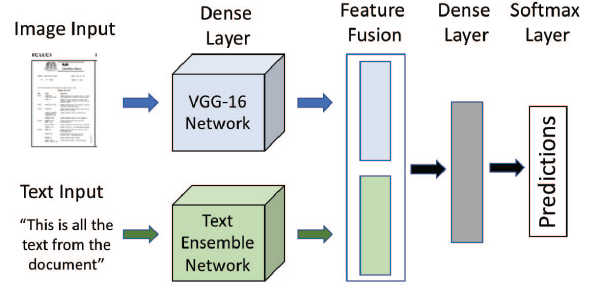 Image Input
Dense
Layer
Feature
Fusion
Dense
Layer
Softmax
Layer
VGG-16
Network
Predictions
Text Input
“This is all the
text from the
document”
Text
Ensemble
Network